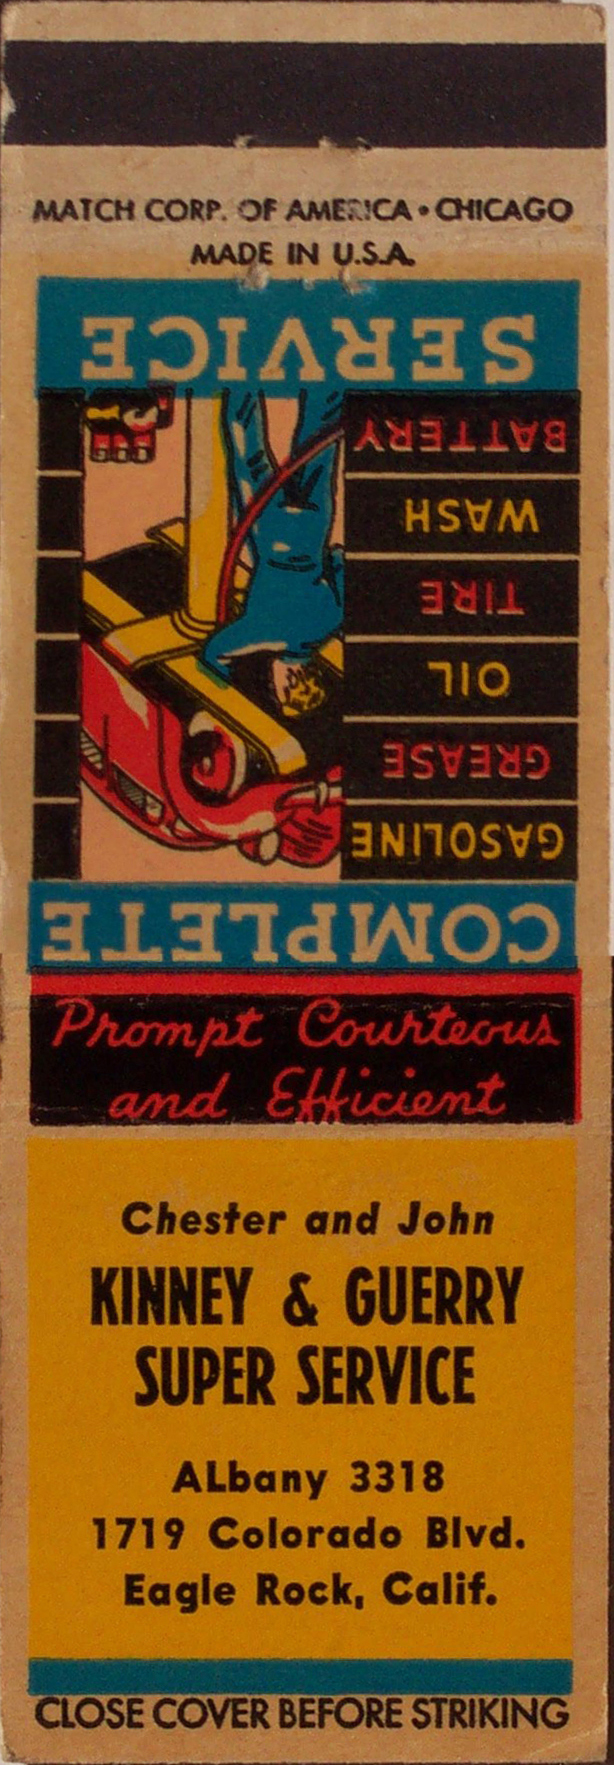 MATCH CORP. OF AMERICA • CHICAGO
MADE IN U.S.A.
COMPLETE
GASOLINE
GREASE
OIL
TIRE
WASH
BATTERY
SERVICE
Prompt Courteous
and Efficient
Chester and John
KINNEY & GUERRY
SUPER SERVICE
ALbany 3318
1719 Colorado Blvd.
Eagle Rock, Calif.
CLOSE COVER BEFORE STRIKING